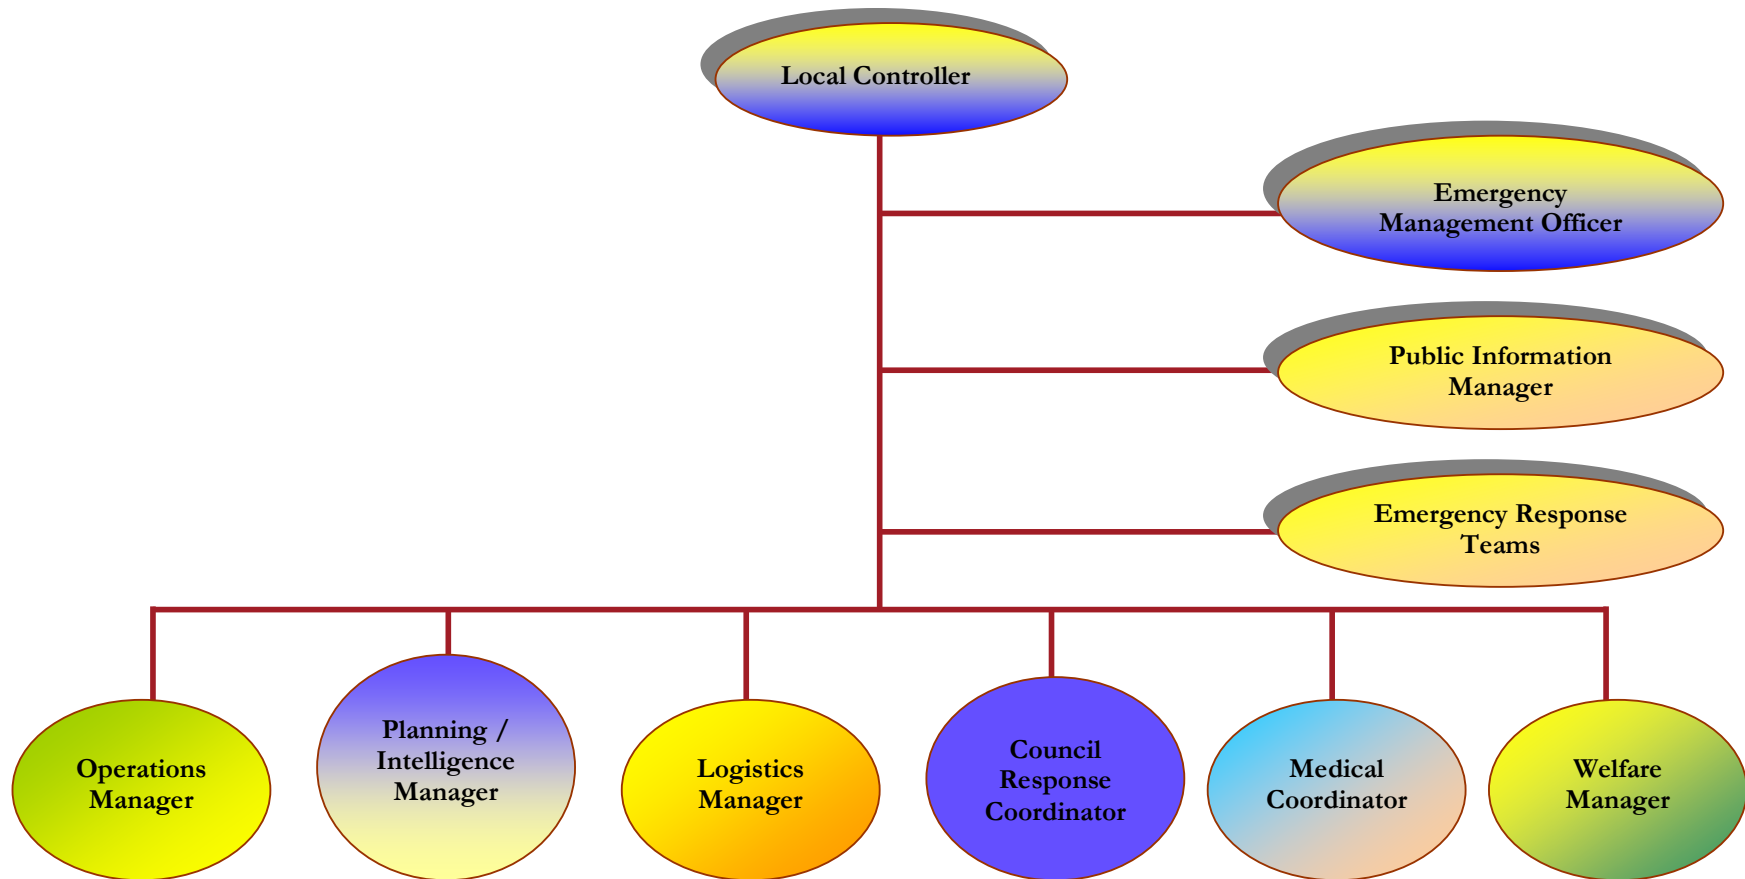 Local Controller
Emergency
Management Officer
Public Information
Manager
Emergency Response
Teams
Operations
Manager
Planning /
Intelligence
Manager
Logistics
Manager
Council
Response
Coordinator
Medical
Coordinator
Welfare
Manager